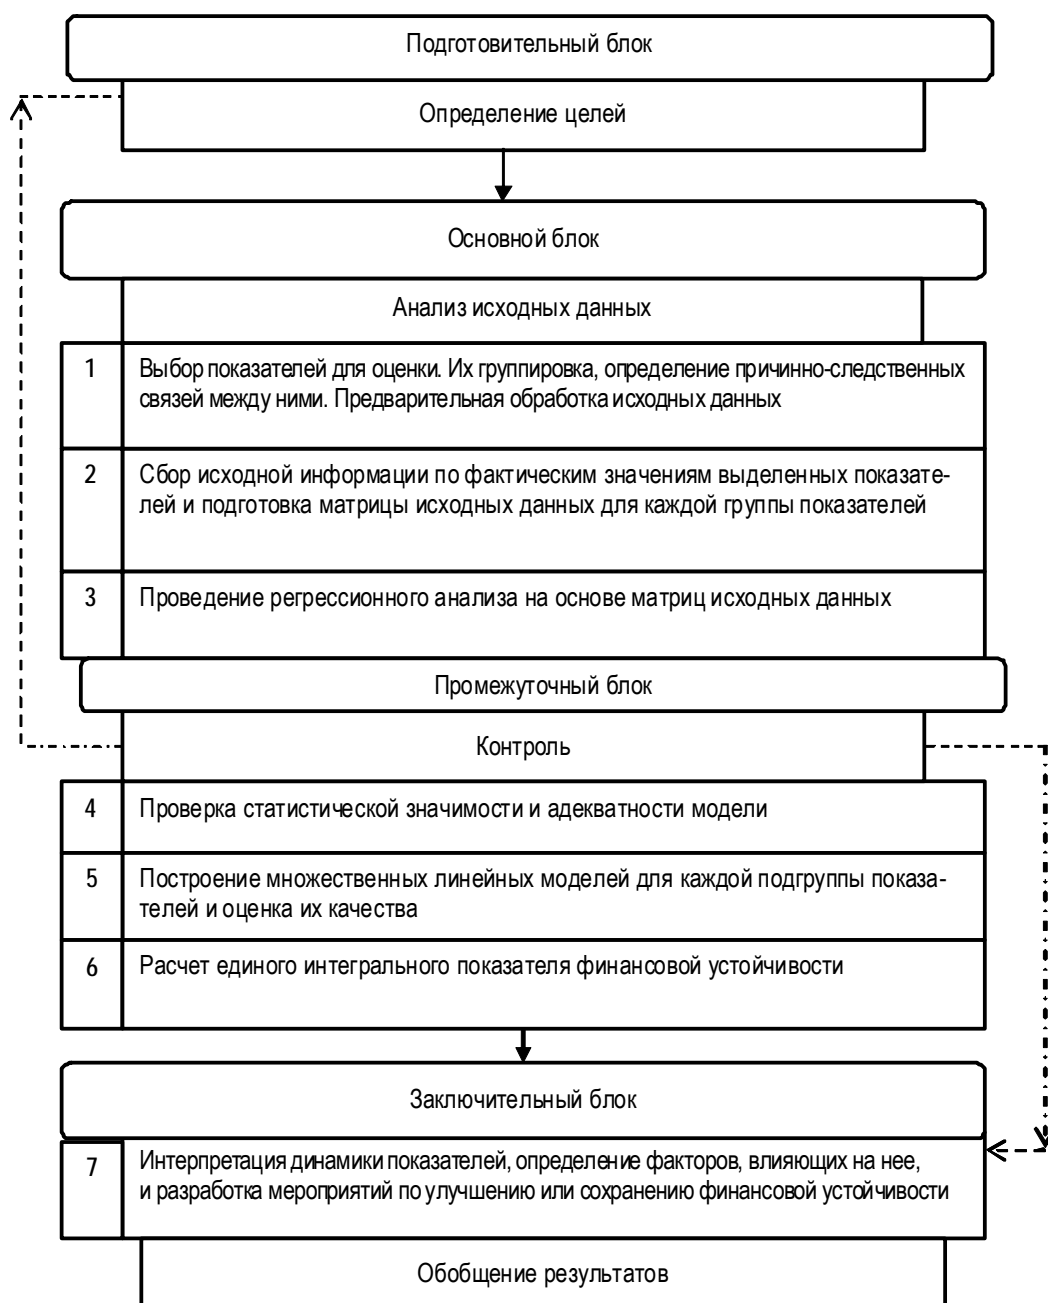 Подготовительный блок
Определение целей
Основной блок
Анализ исходных данных
1 Выбор показателей для оценки. Их группировка, определение причинно-следственных
связей между ними. Предварительная обработка исходных данных
2 Сбор исходной информации по фактическим значениям выделенных показате-
лей и подготовка матрицы исходных данных для каждой группы показателей
3 Проведение регрессионного анализа на основе матриц исходных данных
Промежуточный блок
Контроль
4 Проверка статистической значимости и адекватности модели
5 Построение множественных линейных моделей для каждой подгруппы показа-
телей и оценка их качества
6 Расчет единого интегрального показателя финансовой устойчивости
Заключительный блок
7 Интерпретация динамики показателей, определение факторов, влияющих на нее,
и разработка мероприятий по улучшению или сохранению финансовой устойчивости
Обобщение результатов